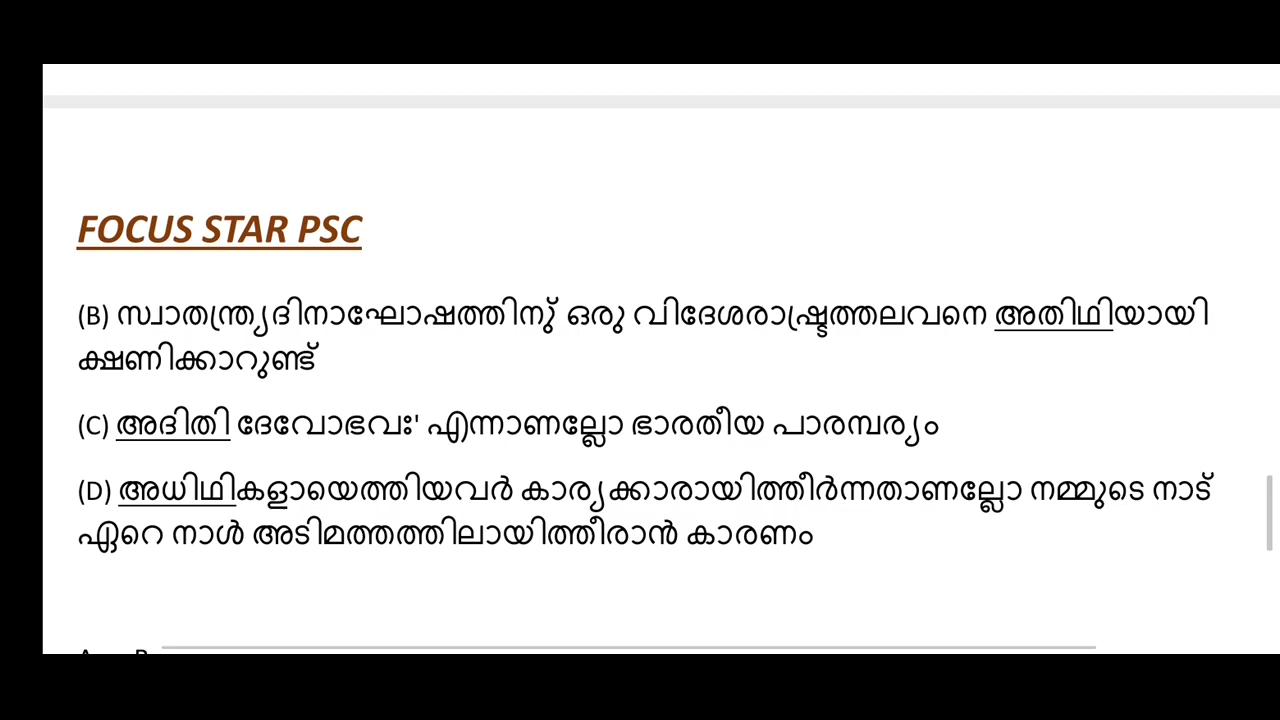 FOCUS STAR PSC
(B) സ്വാതന്ത്ര്യദിനാഘോഷത്തിനു് ഒരു വിദേശരാഷ്ട്രത്തലവനെ അതിഥിയായി
ക്ഷണിക്കാറുണ്ട്
(C) അദിതി ദേവോഭവഃ' എന്നാണല്ലോ ഭാരതീയ പാരമ്പര്യം
(D) അധിഥികളായെത്തിയവർ കാര്യക്കാരായിത്തീർന്നതാണല്ലോ നമ്മുടെ നാട്
ഏറെ നാൾ അടിമത്തത്തിലായിത്തീരാൻ കാരണം